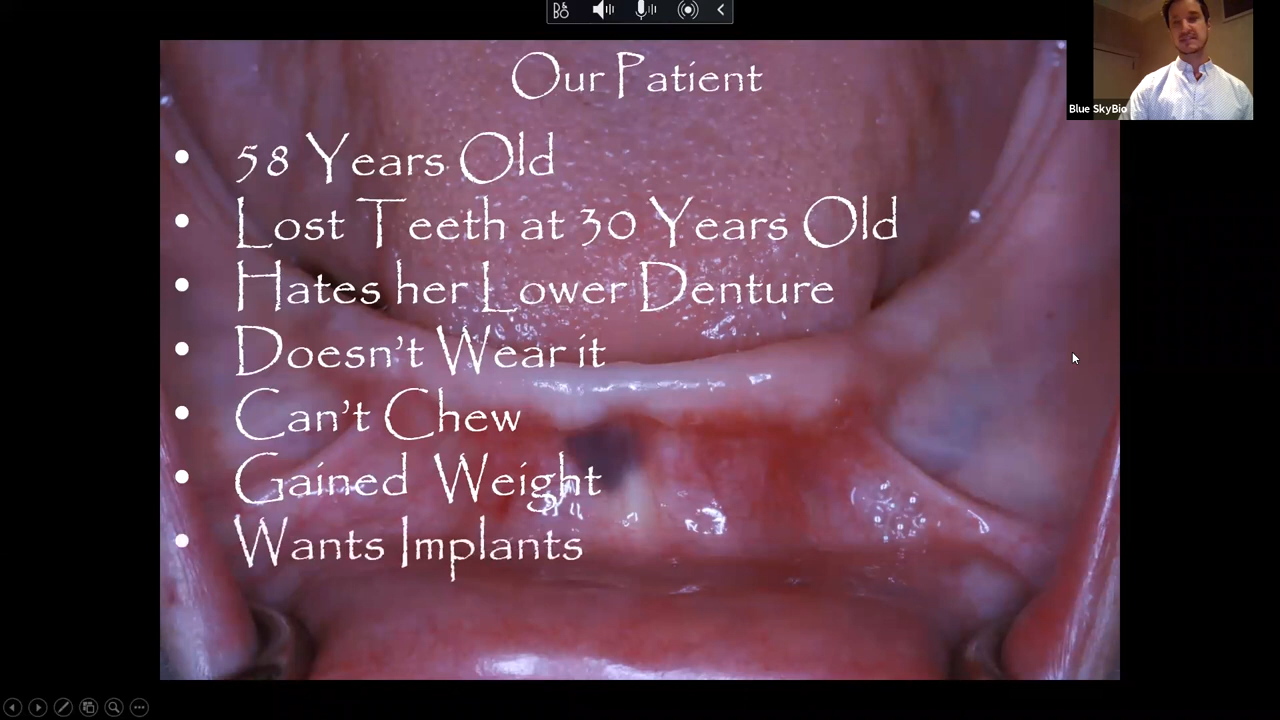 Our Patient
Blue SkyBio
• 58 Years Old
• Lost Teeth at 30 Years Old
• Hates her Lower Denture
• Doesn't Wear it
• Can't Chew
• Gained Weight
• Wants Implants